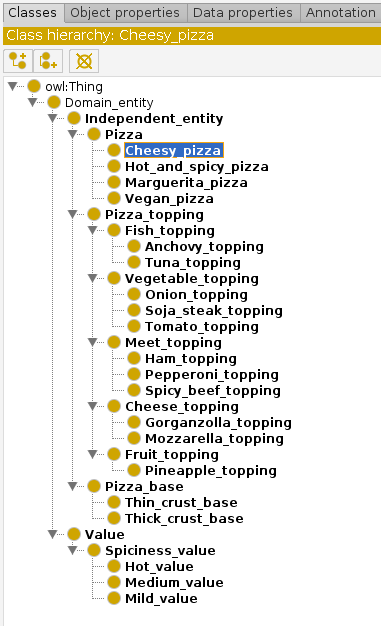 Classes Object properties Data properties Annotation
Class hierarchy: Cheesy_pizza
owl:Thing
Domain_entity
Independent_entity
Pizza
Cheesy_pizza
Hot_and_spicy_pizza
Marguerita_pizza
Vegan_pizza
Pizza_topping
Fish_topping
Anchovy_topping
Tuna_topping
Vegetable_topping
Onion_topping
Soja_steak_topping
Tomato_topping
Meet_topping
Ham_topping
Pepperoni_topping
Spicy_beef_topping
Cheese_topping
Gorganzolla_topping
Mozzarella_topping
Fruit_topping
Pineapple_topping
Pizza_base
Thin_crust_base
Thick_crust_base
Value
Spiciness_value
Hot_value
Medium_value
Mild_value